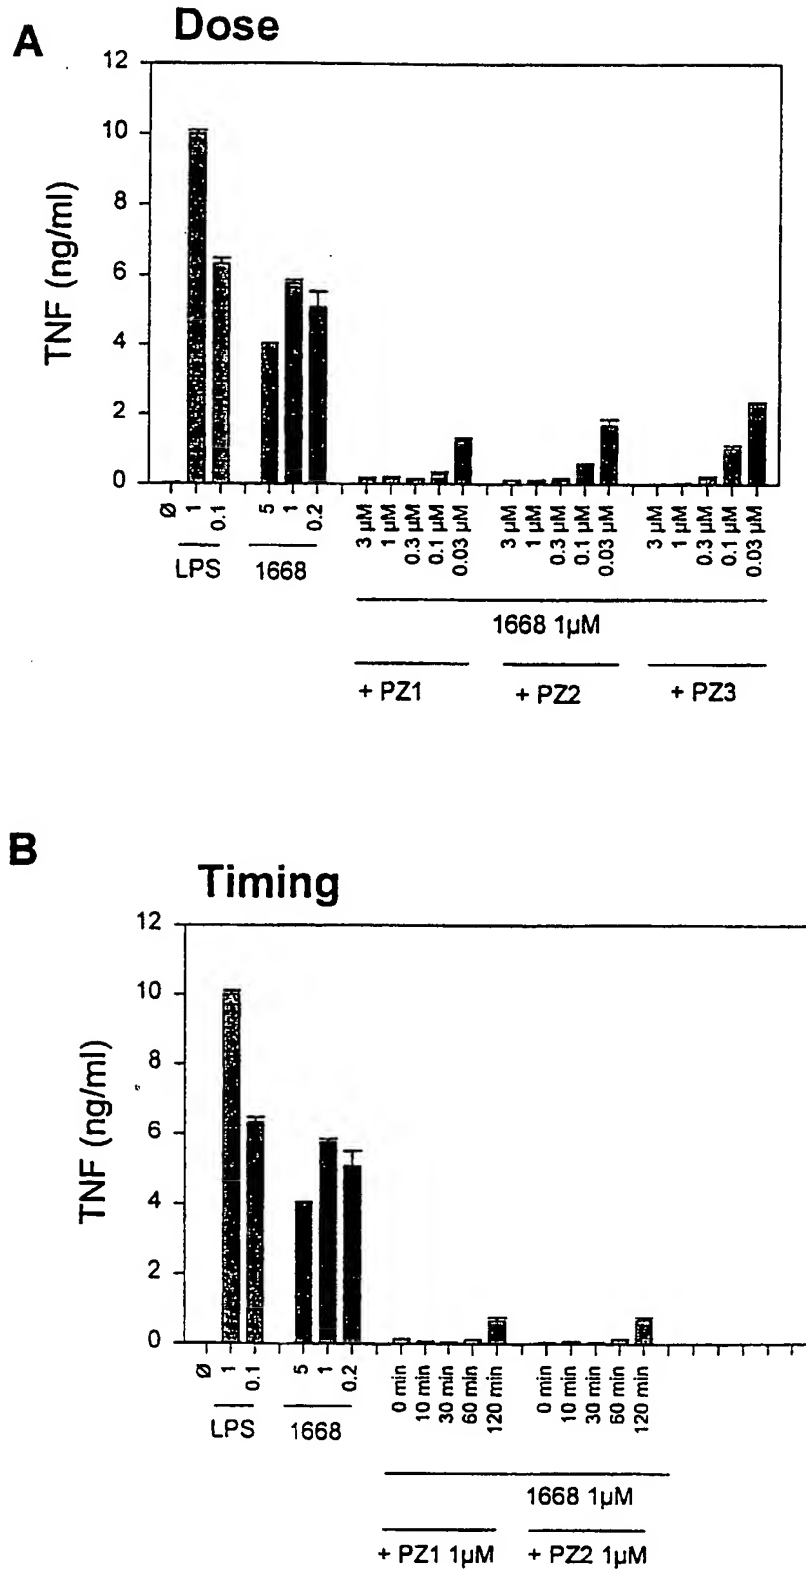 A
Dose
12
10
8
6
4
2
0
TNF (ng/ml)
Ø
1
0.1
5
1
0.2
3 µM
1 µM
0.3 µM
0.1 µM
0.03 µM
3 µM
1 µM
0.3 µM
0.1 µM
0.03 µM
3 µM
1 µM
0.3 µM
0.1 µM
0.03 µM
LPS
1668
1668 1µM
+ PZ1
+ PZ2
+ PZ3
B
Timing
12
10
8
6
4
2
0
TNF (ng/ml)
Ø
1
0.1
5
1
0.2
0 min
10 min
30 min
60 min
120 min
0 min
10 min
30 min
60 min
120 min
LPS
1668
1668 1µM
+ PZ1 1µM
+ PZ2 1µM